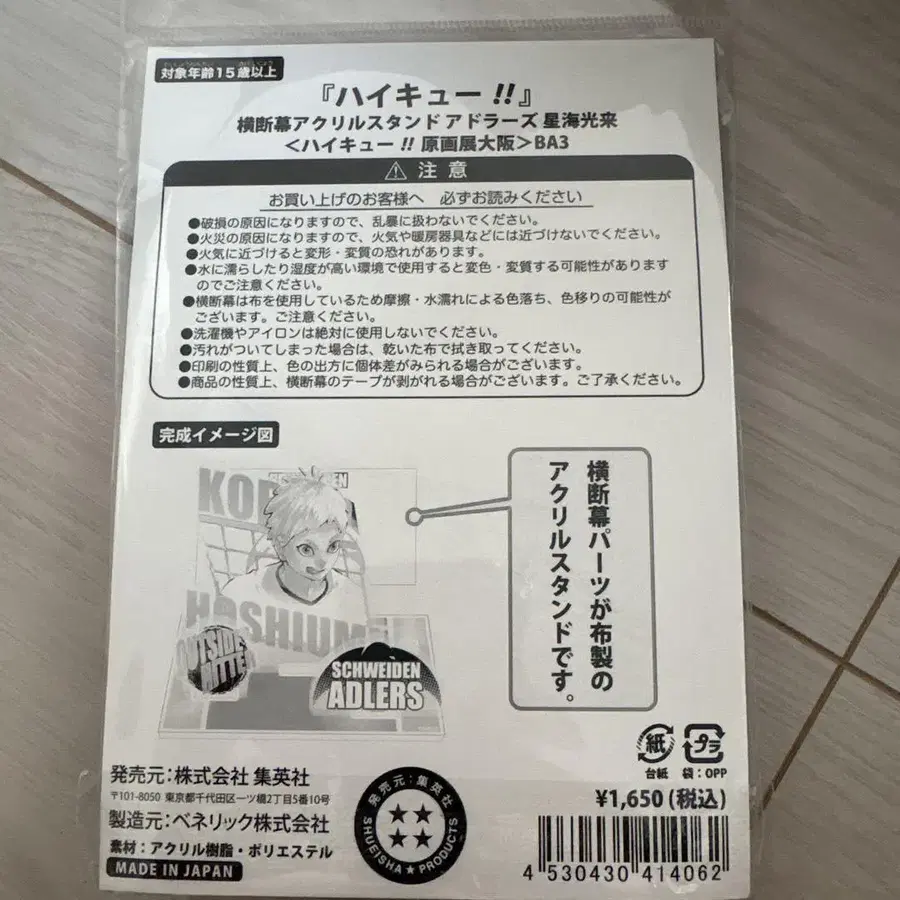 対象年齢15歳以上
『ハイキュー!!』
横断幕アクリルスタンド アドラーズ 星海光来
<ハイキュー!! 原画展大阪>BA3
注意
お買い上げのお客様へ 必ずお読みください
●破損の原因になりますので、乱暴に扱わないでください。
●火災の原因になりますので、火気や暖房器具などには近づけないでください。
●火気に近づけると変形・変質の恐れがあります。
●水に濡らしたり湿度が高い環境で使用すると変色・変質する可能性があります
のでご注意ください。
●横断幕は布を使用しているため摩擦・水濡れによる色落ち、色移りの可能性が
ございます。ご注意ください。
●洗濯機やアイロンは絶対に使用しないでください。
●汚れがついてしまった場合は、乾いた布で拭き取ってください。
●印刷の性質上、色の出方に個体差がみられる場合がございます。
●商品の性質上、横断幕のテープが剥がれる場合がございます。ご了承ください。
完成イメージ図
横断幕パーツが布製の
アクリルスタンドです。
HOSHIUMI
OUTSIDE
HITTER
SCHWEIDEN
ADLERS
紙
プラ
台紙 袋:OPP
発売元:株式会社 集英社
〒101-8050 東京都千代田区一ツ橋2丁目5番10号
製造元:ベネリック株式会社
素材:アクリル樹脂・ポリエステル
MADE IN JAPAN
発売元:集英社
SHUEISHA★PRODUCTS
¥1,650(税込)
4 530430 414062